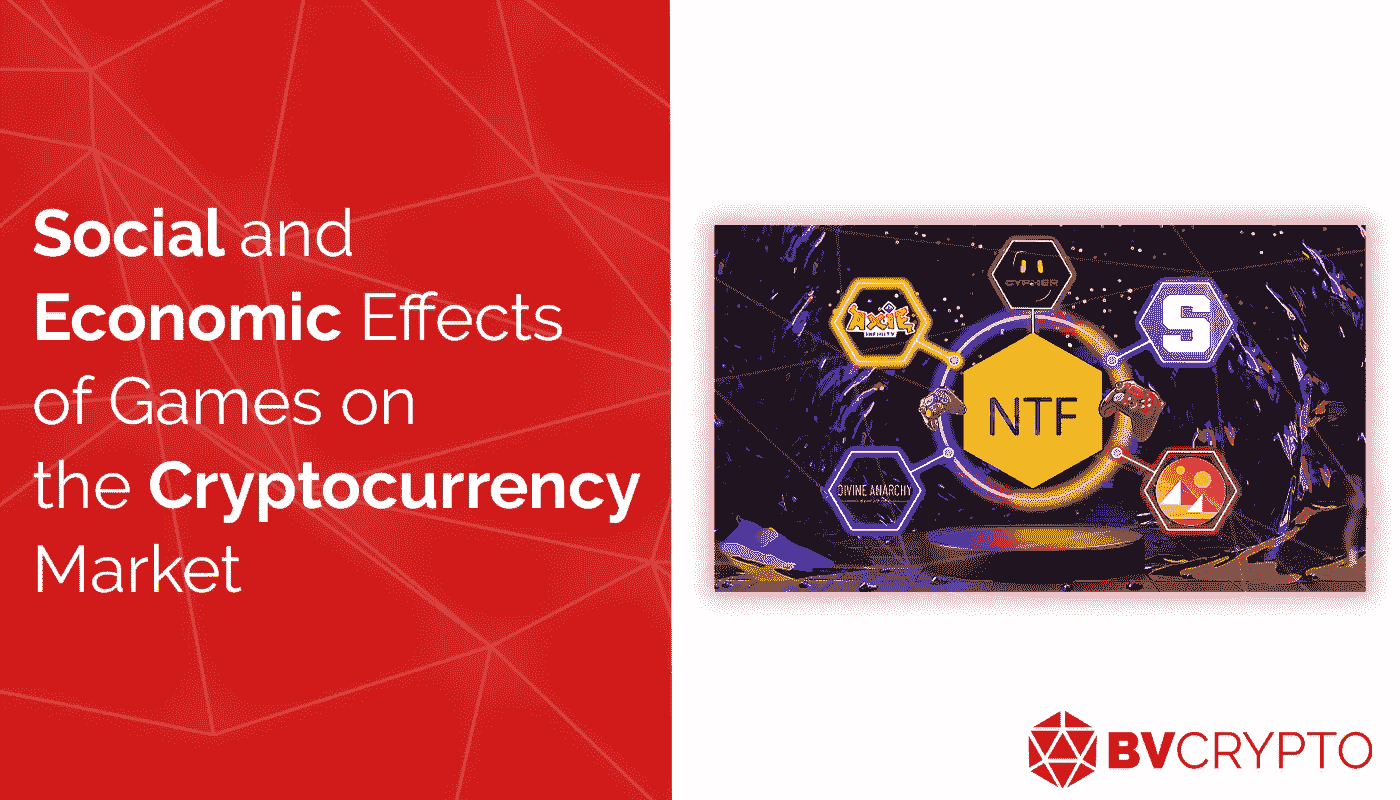 Social and
Economic Effects
of Games on
the Cryptocurrency
Market
CYPHER
AXIE
INFINITY
S
NTF
DIVINE ANARCHY
BVCRYPTO